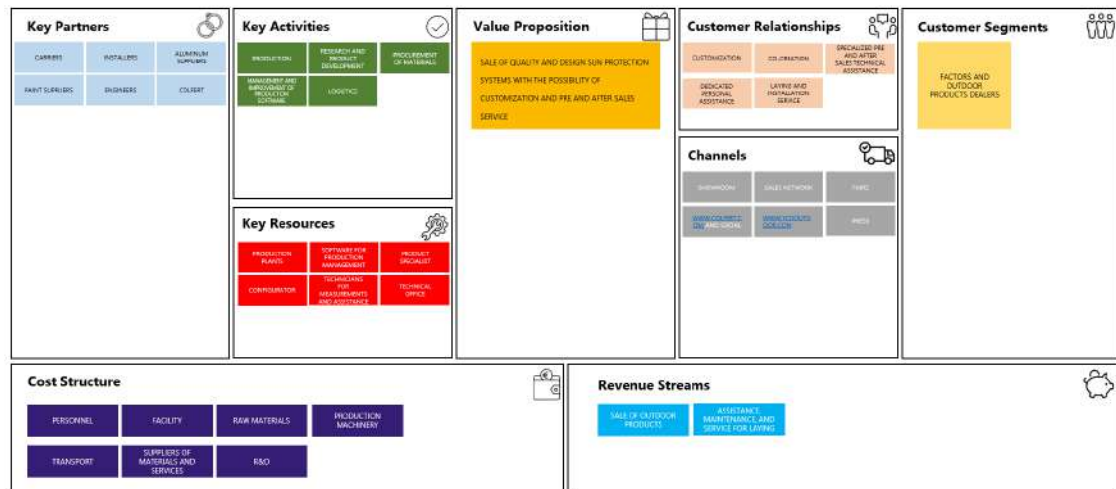 Key Partners
CARRIERS
INSTALLERS
ALUMINUM
SUPPLIERS
PAINT SUPPLIERS
ENGINEERS
COLFERT
Key Activities
PRODUCTION
RESEARCH AND
PRODUCT
DEVELOPMENT
PROCUREMENT
OF MATERIALS
MANAGEMENT AND
IMPROVEMENT OF
PRODUCTION
SOFTWARE
LOGISTICS
Key Resources
PRODUCTION
PLANTS
SOFTWARE FOR
PRODUCTION
MANAGEMENT
PRODUCT
SPECIALIST
CONFIGURATOR
TECHNICIANS
FOR
MEASUREMENTS
AND ASSISTANCE
TECHNICAL
OFFICE
Value Proposition
SALE OF QUALITY AND DESIGN SUN PROTECTION
SYSTEMS WITH THE POSSIBILITY OF
CUSTOMIZATION AND PRE AND AFTER SALES
SERVICE
Customer Relationships
CUSTOMIZATION
CO-CREATION
SPECIALIZED PRE
AND AFTER
SALES TECHNICAL
ASSISTANCE
DEDICATED
PERSONAL
ASSISTANCE
LAYING AND
INSTALLATION
SERVICE
Channels
SHOWROOM
SALES NETWORK
FAIRS
PRESS
Customer Segments
FACTORS AND
OUTDOOR
PRODUCTS DEALERS
Cost Structure
PERSONNEL
FACILITY
RAW MATERIALS
PRODUCTION
MACHINERY
TRANSPORT
SUPPLIERS OF
MATERIALS AND
SERVICES
R&D
Revenue Streams
SALE OF OUTDOOR
PRODUCTS
ASSISTANCE,
MAINTENANCE, AND
SERVICE FOR LAYING